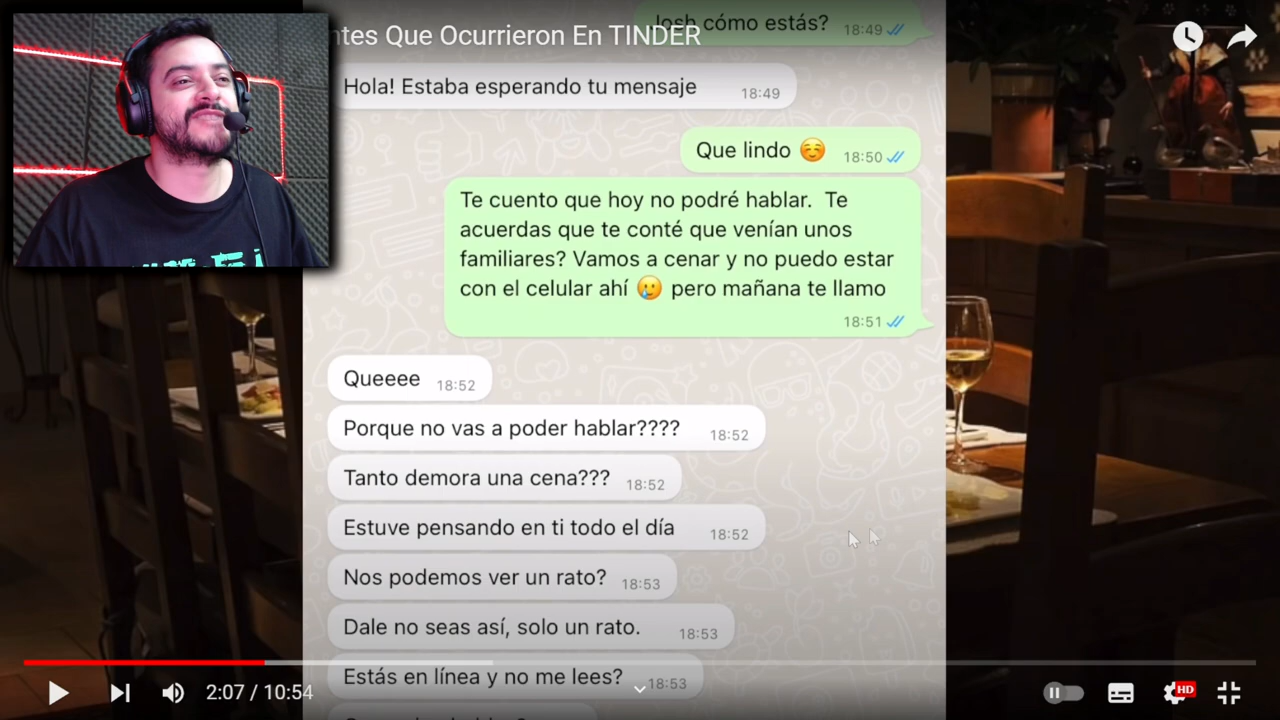 ntes Que Ocurrieron En TINDER
Josh cómo estás?
18:49
Hola! Estaba esperando tu mensaje
18:49
Que lindo ☺️
18:50
Te cuento que hoy no podré hablar. Te
acuerdas que te conté que venían unos
familiares? Vamos a cenar y no puedo estar
con el celular ahí 🥲 pero mañana te llamo
18:51
Queeee
18:52
Porque no vas a poder hablar????
18:52
Tanto demora una cena???
18:52
Estuve pensando en ti todo el día
18:52
Nos podemos ver un rato?
18:53
Dale no seas así, solo un rato.
18:53
Estás en línea y no me lees?
18:53
2:07 / 10:54
HD